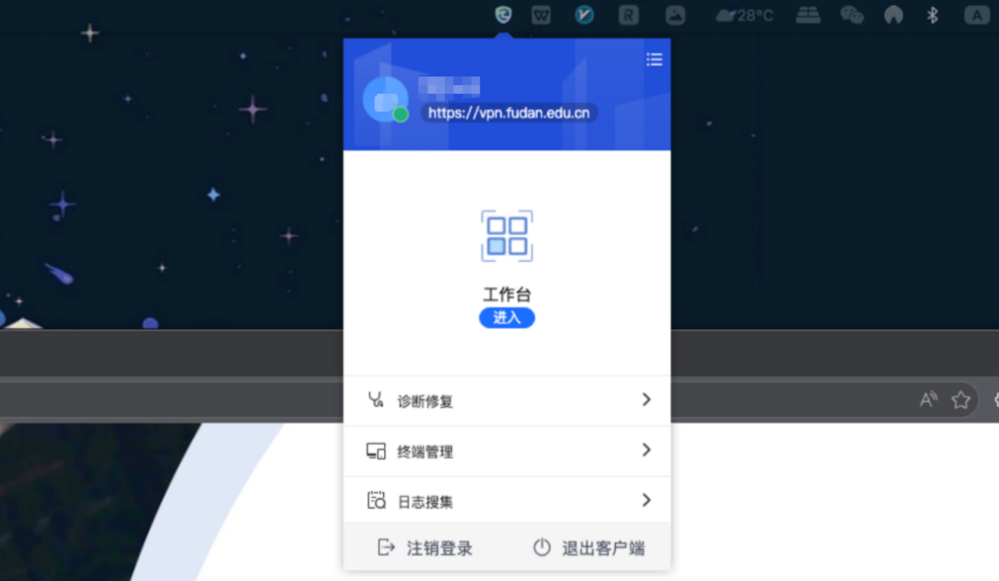 28°C
A
https://vpn.fudan.edu.cn
工作台
进入
诊断修复
终端管理
日志搜集
注销登录
退出客户端